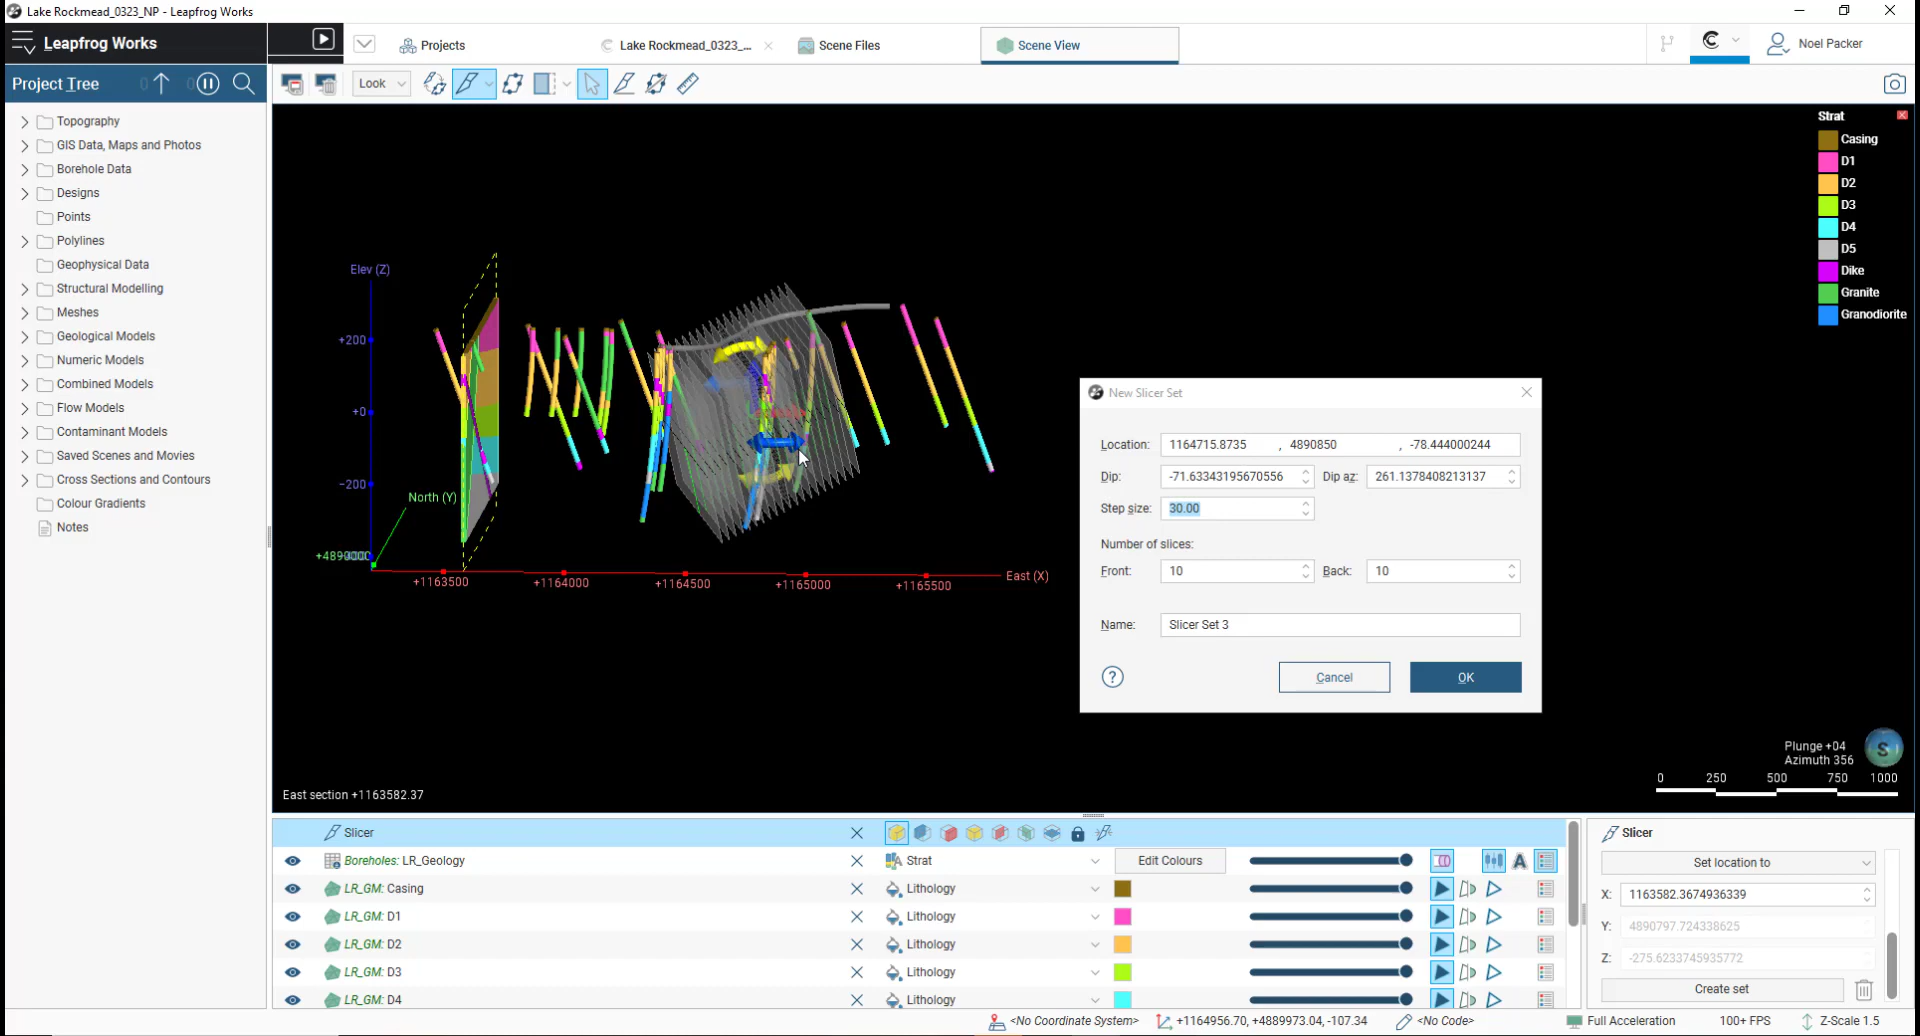 Lake Rockmead_0323_NP - Leapfrog Works
Leapfrog Works
Projects
Lake Rockmead_0323_...
Scene Files
Scene View
Noel Packer
Project Tree
0
0
Look
Topography
GIS Data, Maps and Photos
Borehole Data
Designs
Points
Polylines
Geophysical Data
Structural Modelling
Meshes
Geological Models
Numeric Models
Combined Models
Flow Models
Contaminant Models
Saved Scenes and Movies
Cross Sections and Contours
Colour Gradients
Notes
Strat
Casing
D1
D2
D3
D4
D5
Dike
Granite
Granodiorite
Elev (Z)
+200
+0
-200
North (Y)
East (X)
+1163500
+1164000
+1164500
+1165000
+1165500
New Slicer Set
Location: 1164715.8735 , 4890850 , -78.444000244
Dip: -71.63343195670556 Dip az: 261.1378408213137
Step size: 30.00
Number of slices:
Front: 10 Back: 10
Name: Slicer Set 3
? Cancel OK
Plunge +04
Azimuth 356
S
0 250 500 750 1000
East section +1163582.37
Slicer
Boreholes: LR_Geology Strat Edit Colours A
LR_GM: Casing Lithology
LR_GM: D1 Lithology
LR_GM: D2 Lithology
LR_GM: D3 Lithology
LR_GM: D4 Lithology
Slicer
Set location to
X: 1163582.3674936339
Y: 4890797.724338625
Z: -275.6233745935772
Create set
<No Coordinate System> +1164956.70, +4889973.04, -107.34 <No Code> Full Acceleration 100+ FPS Z-Scale 1.5